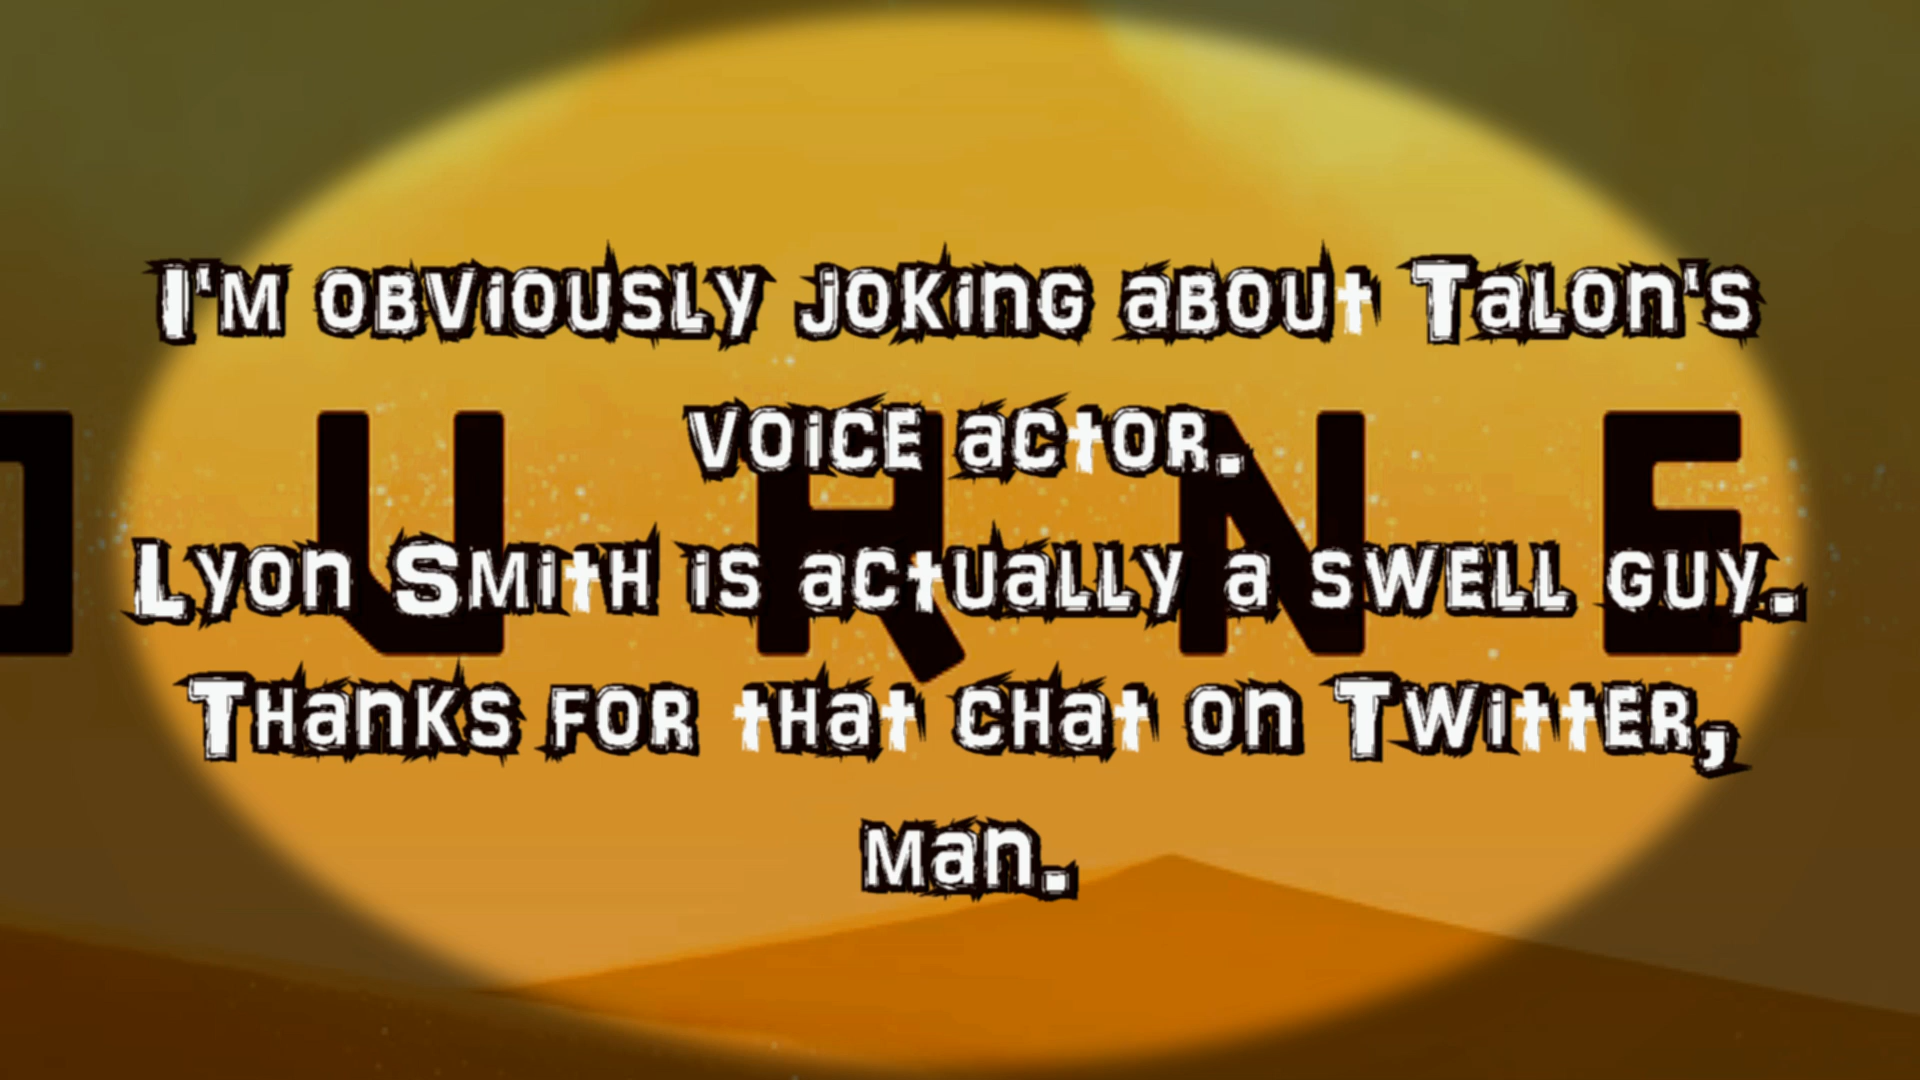 I'm obviously joking about Talon's
voice actor.
Lyon Smith is actually a swell guy.
Thanks for that chat on Twitter,
man.
O U R N E